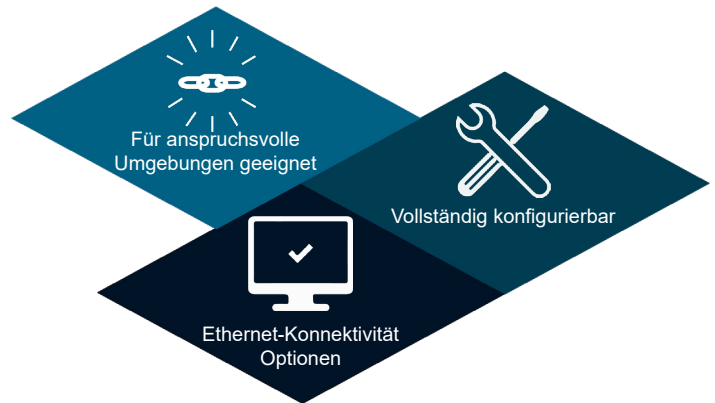 Für anspruchsvolle
Umgebungen geeignet
Vollständig konfigurierbar
Ethernet-Konnektivität
Optionen